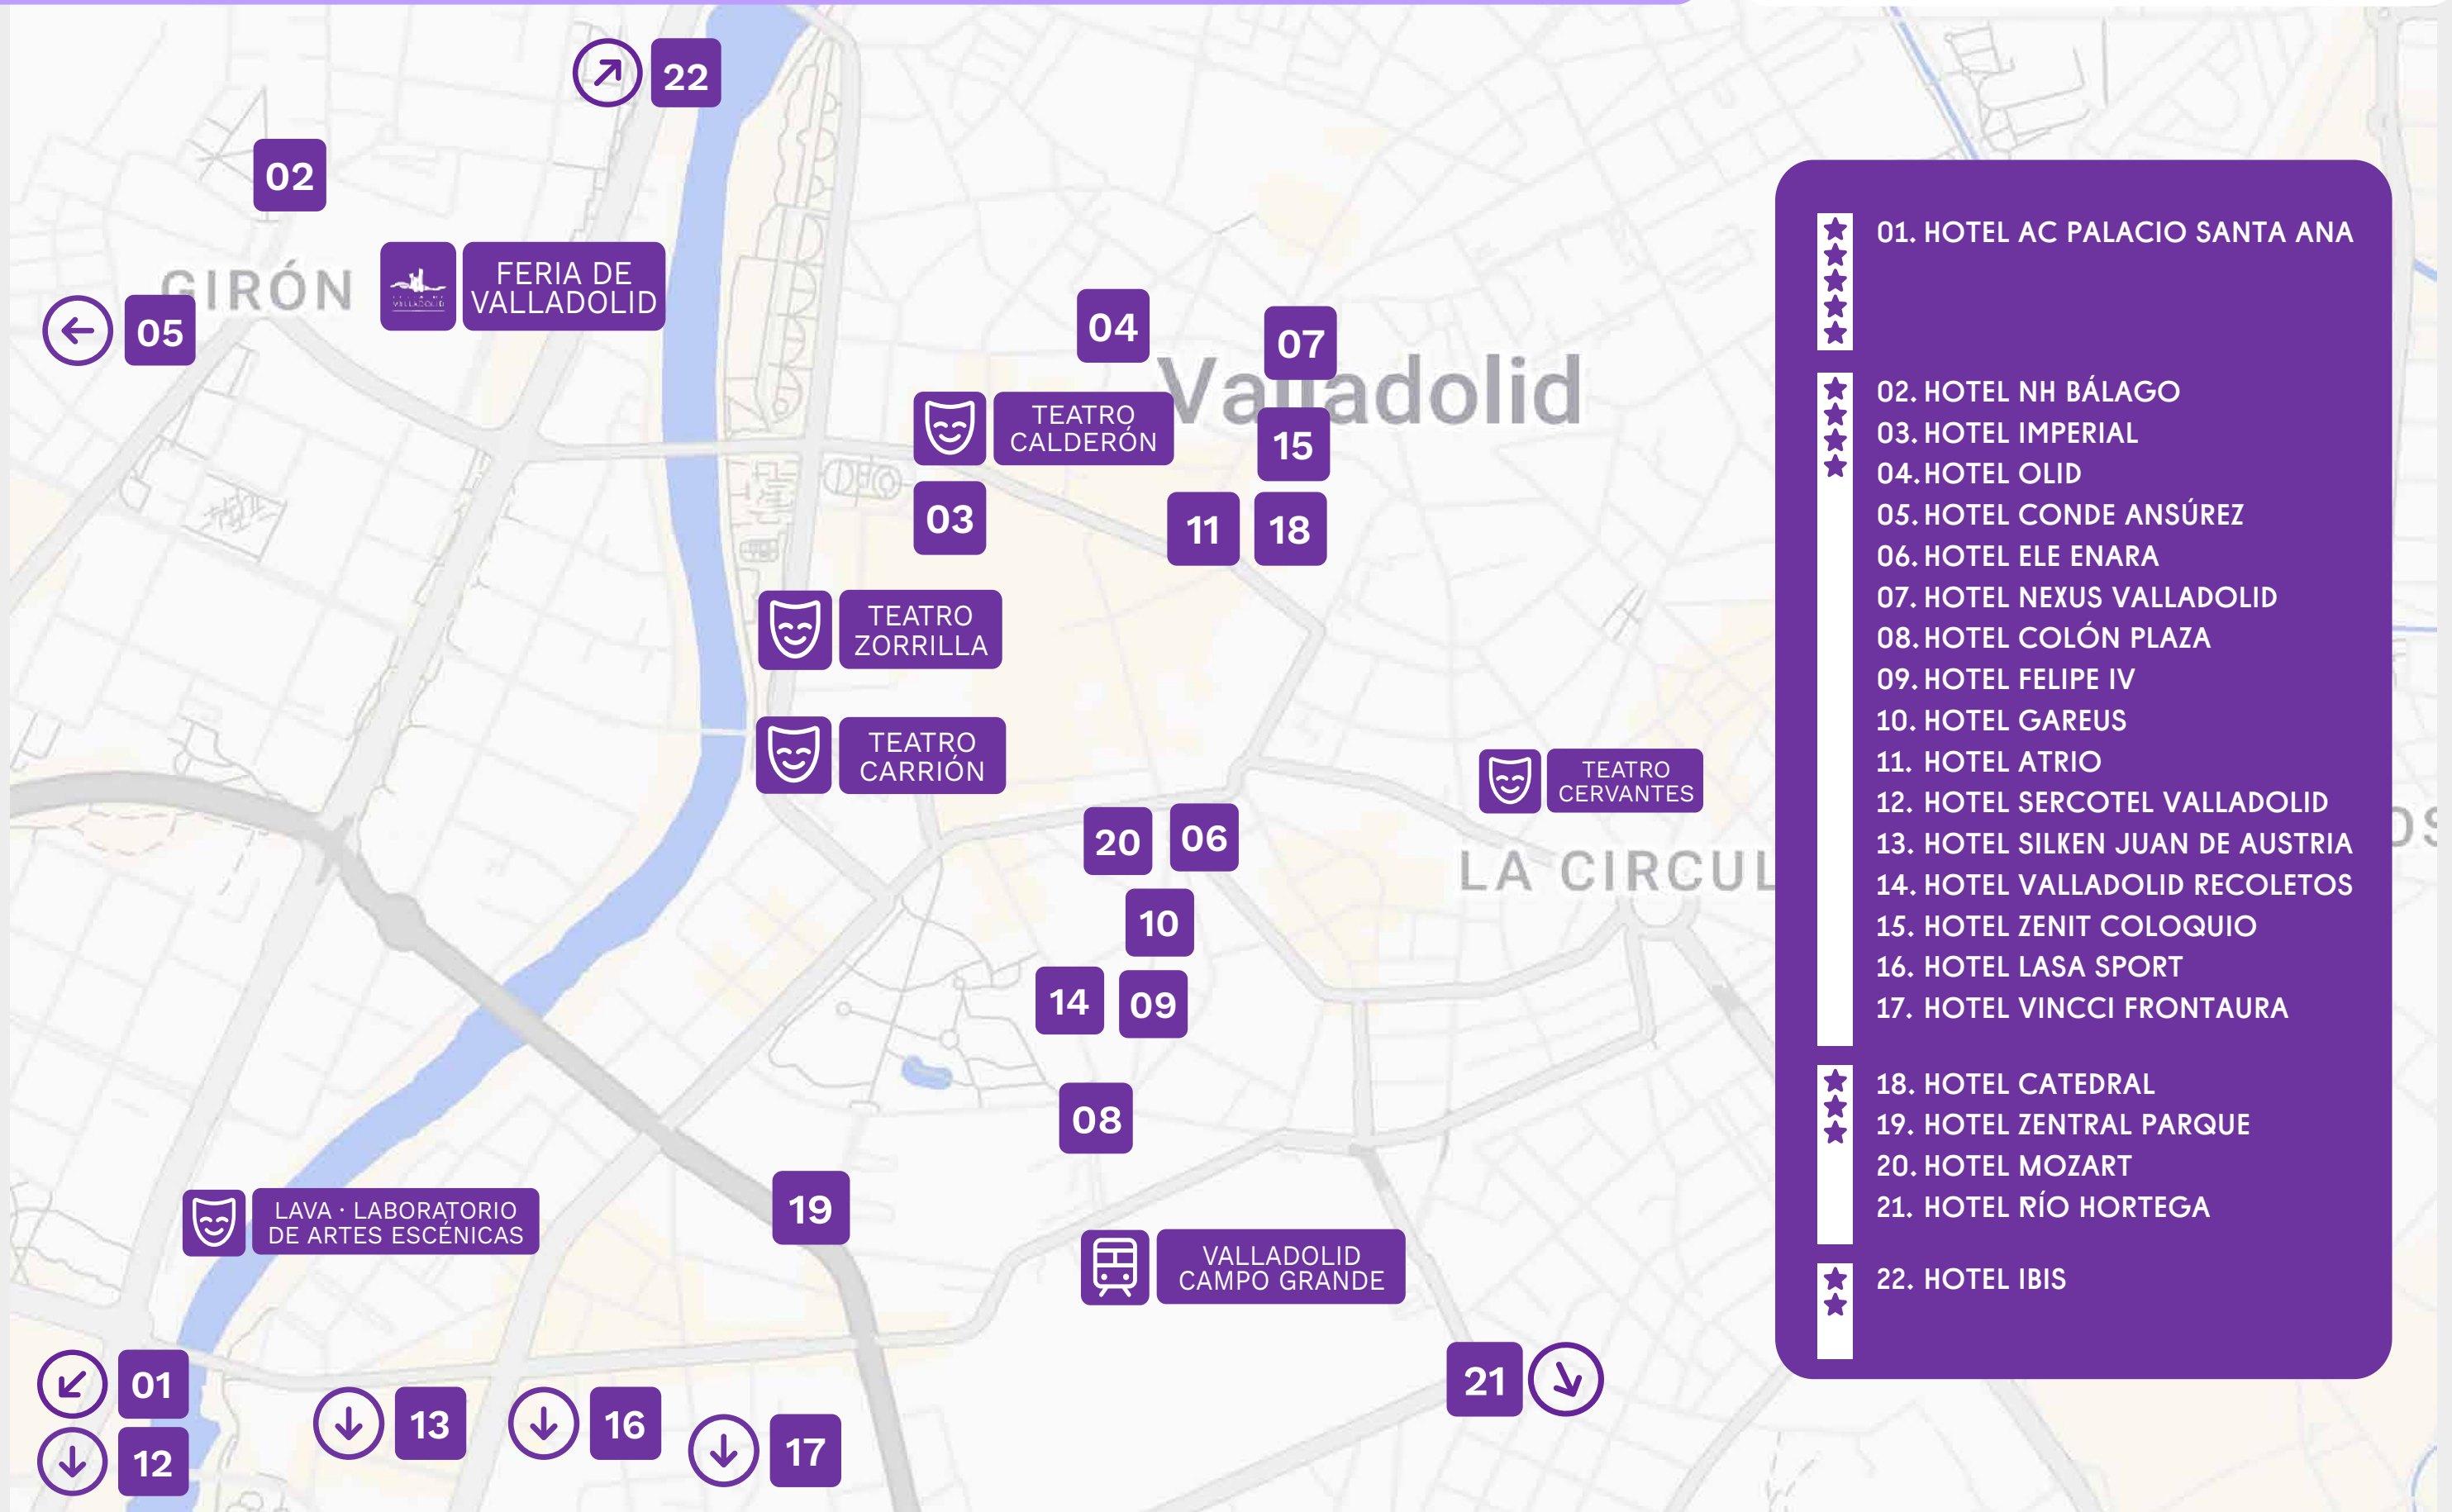 22
02
GIRÓN
FERIA DE
VALLADOLID
05
04
07
Valladolid
TEATRO
CALDERÓN
15
03
11
18
TEATRO
ZORRILLA
TEATRO
CARRIÓN
TEATRO
CERVANTES
20
06
LA CIRCUL
10
14
09
08
19
LAVA · LABORATORIO
DE ARTES ESCÉNICAS
VALLADOLID
CAMPO GRANDE
01
12
13
16
17
21
01. HOTEL AC PALACIO SANTA ANA
02. HOTEL NH BÁLAGO
03. HOTEL IMPERIAL
04. HOTEL OLID
05. HOTEL CONDE ANSÚREZ
06. HOTEL ELE ENARA
07. HOTEL NEXUS VALLADOLID
08. HOTEL COLÓN PLAZA
09. HOTEL FELIPE IV
10. HOTEL GAREUS
11. HOTEL ATRIO
12. HOTEL SERCOTEL VALLADOLID
13. HOTEL SILKEN JUAN DE AUSTRIA
14. HOTEL VALLADOLID RECOLETOS
15. HOTEL ZENIT COLOQUIO
16. HOTEL LASA SPORT
17. HOTEL VINCCI FRONTAURA
18. HOTEL CATEDRAL
19. HOTEL ZENTRAL PARQUE
20. HOTEL MOZART
21. HOTEL RÍO HORTEGA
22. HOTEL IBIS